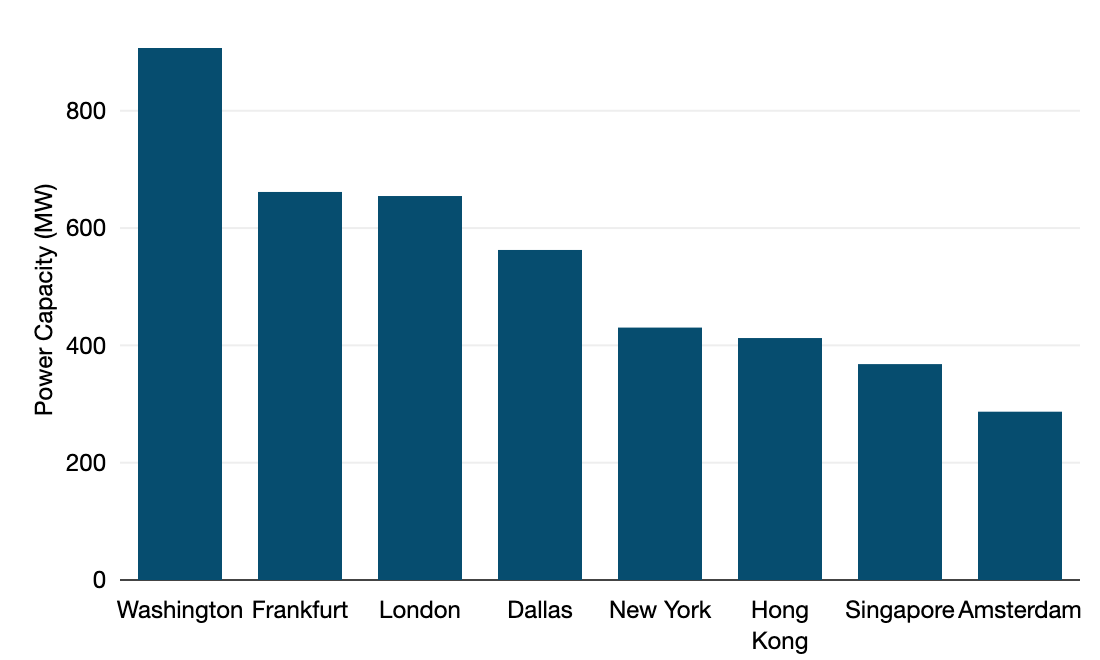 Power Capacity (MW)
800
600
400
200
0
Washington
Frankfurt
London
Dallas
New York
Hong
Kong
Singapore
Amsterdam